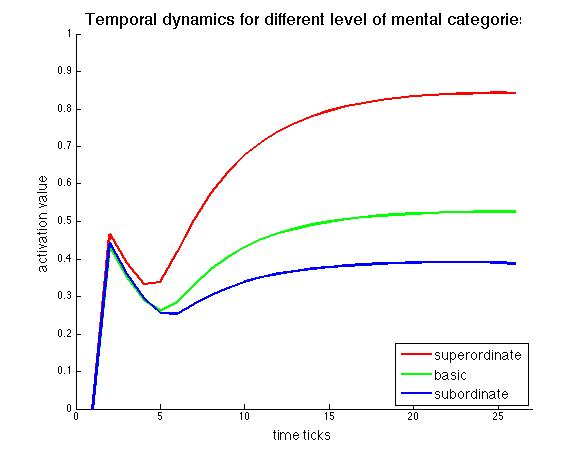 Temporal dynamics for different level of mental categories
1
0.9
0.8
0.7
0.6
0.5
0.4
0.3
0.2
0.1
0
activation value
0
5
10
15
20
25
time ticks
superordinate
basic
subordinate